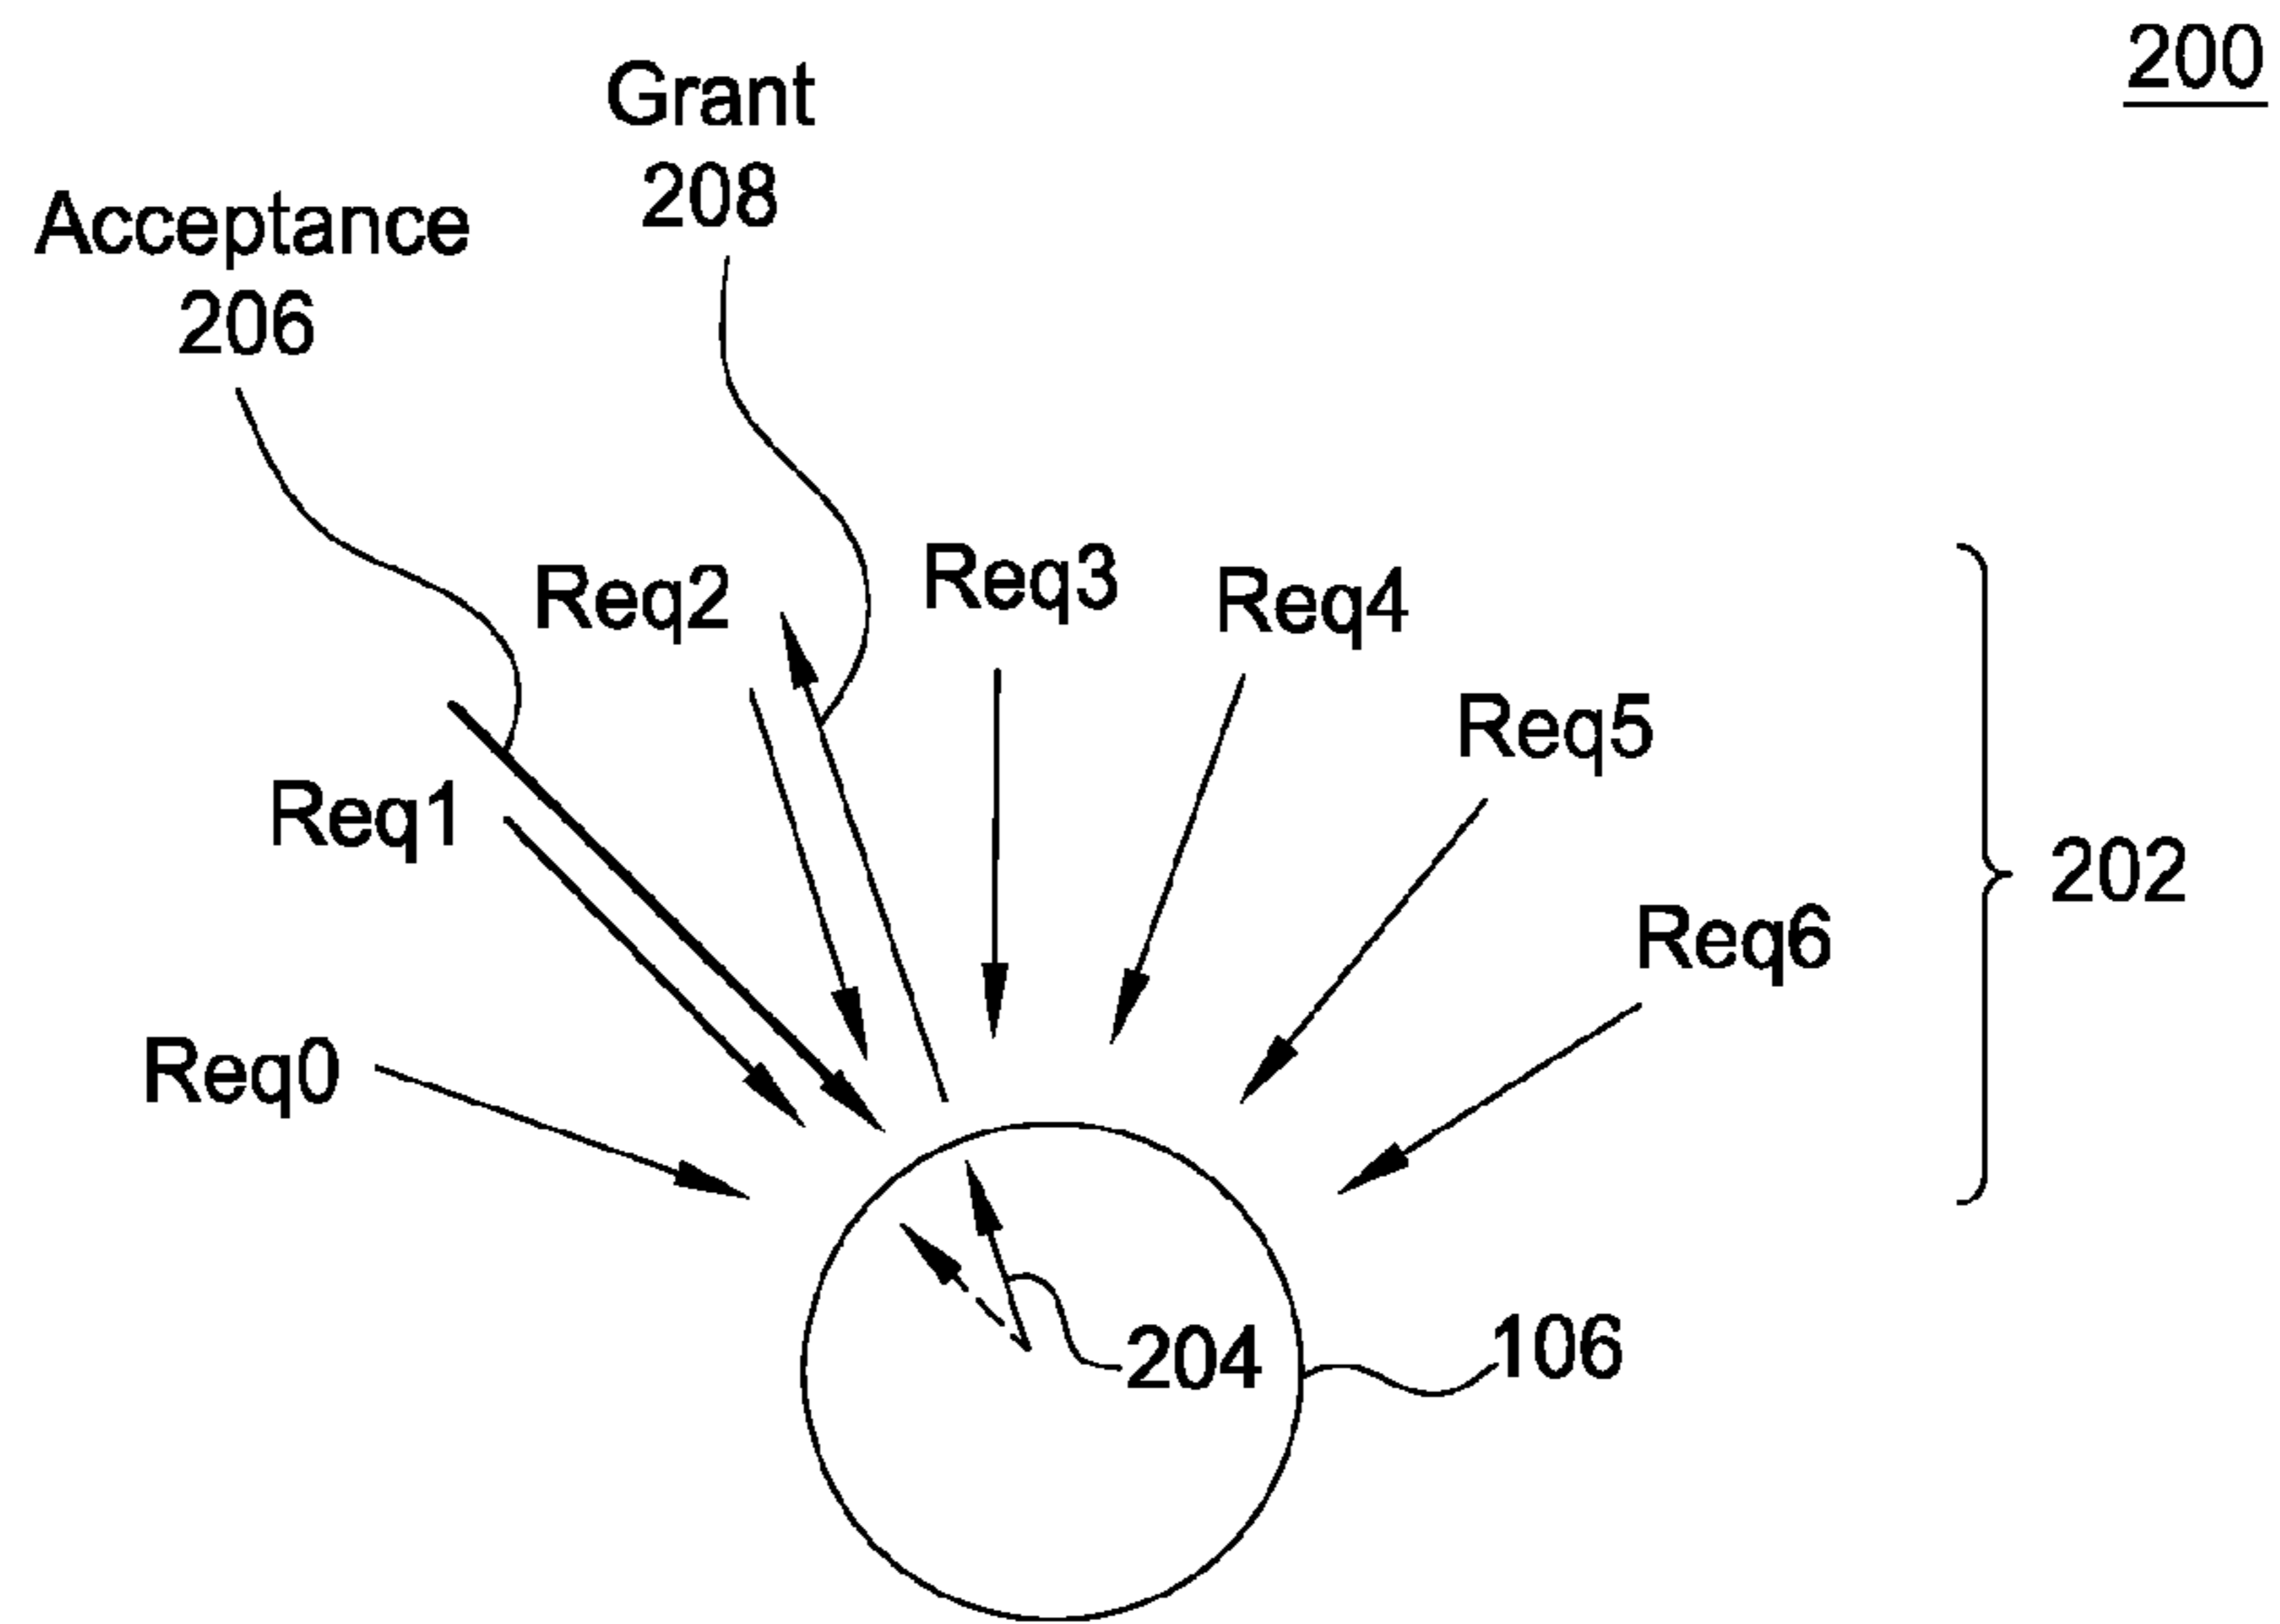 200
Grant
208
Acceptance
206
Req3
Req2
Req4
Req5
Req1
202
Req6
Req0
204
106